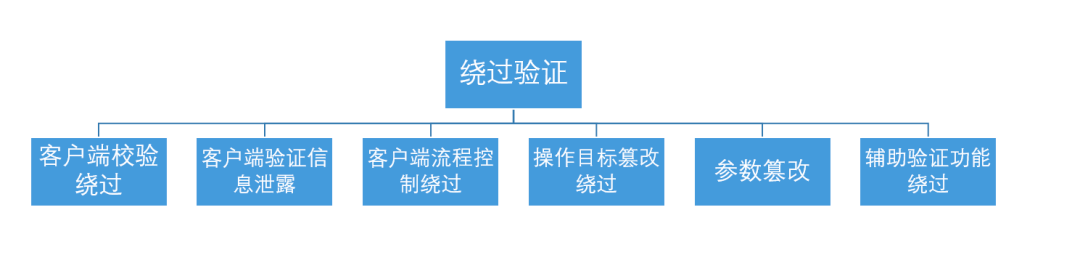 绕过验证
客户端校验
绕过
客户端验证信
息泄露
客户端流程控
制绕过
操作目标篡改
绕过
参数篡改
辅助验证功能
绕过